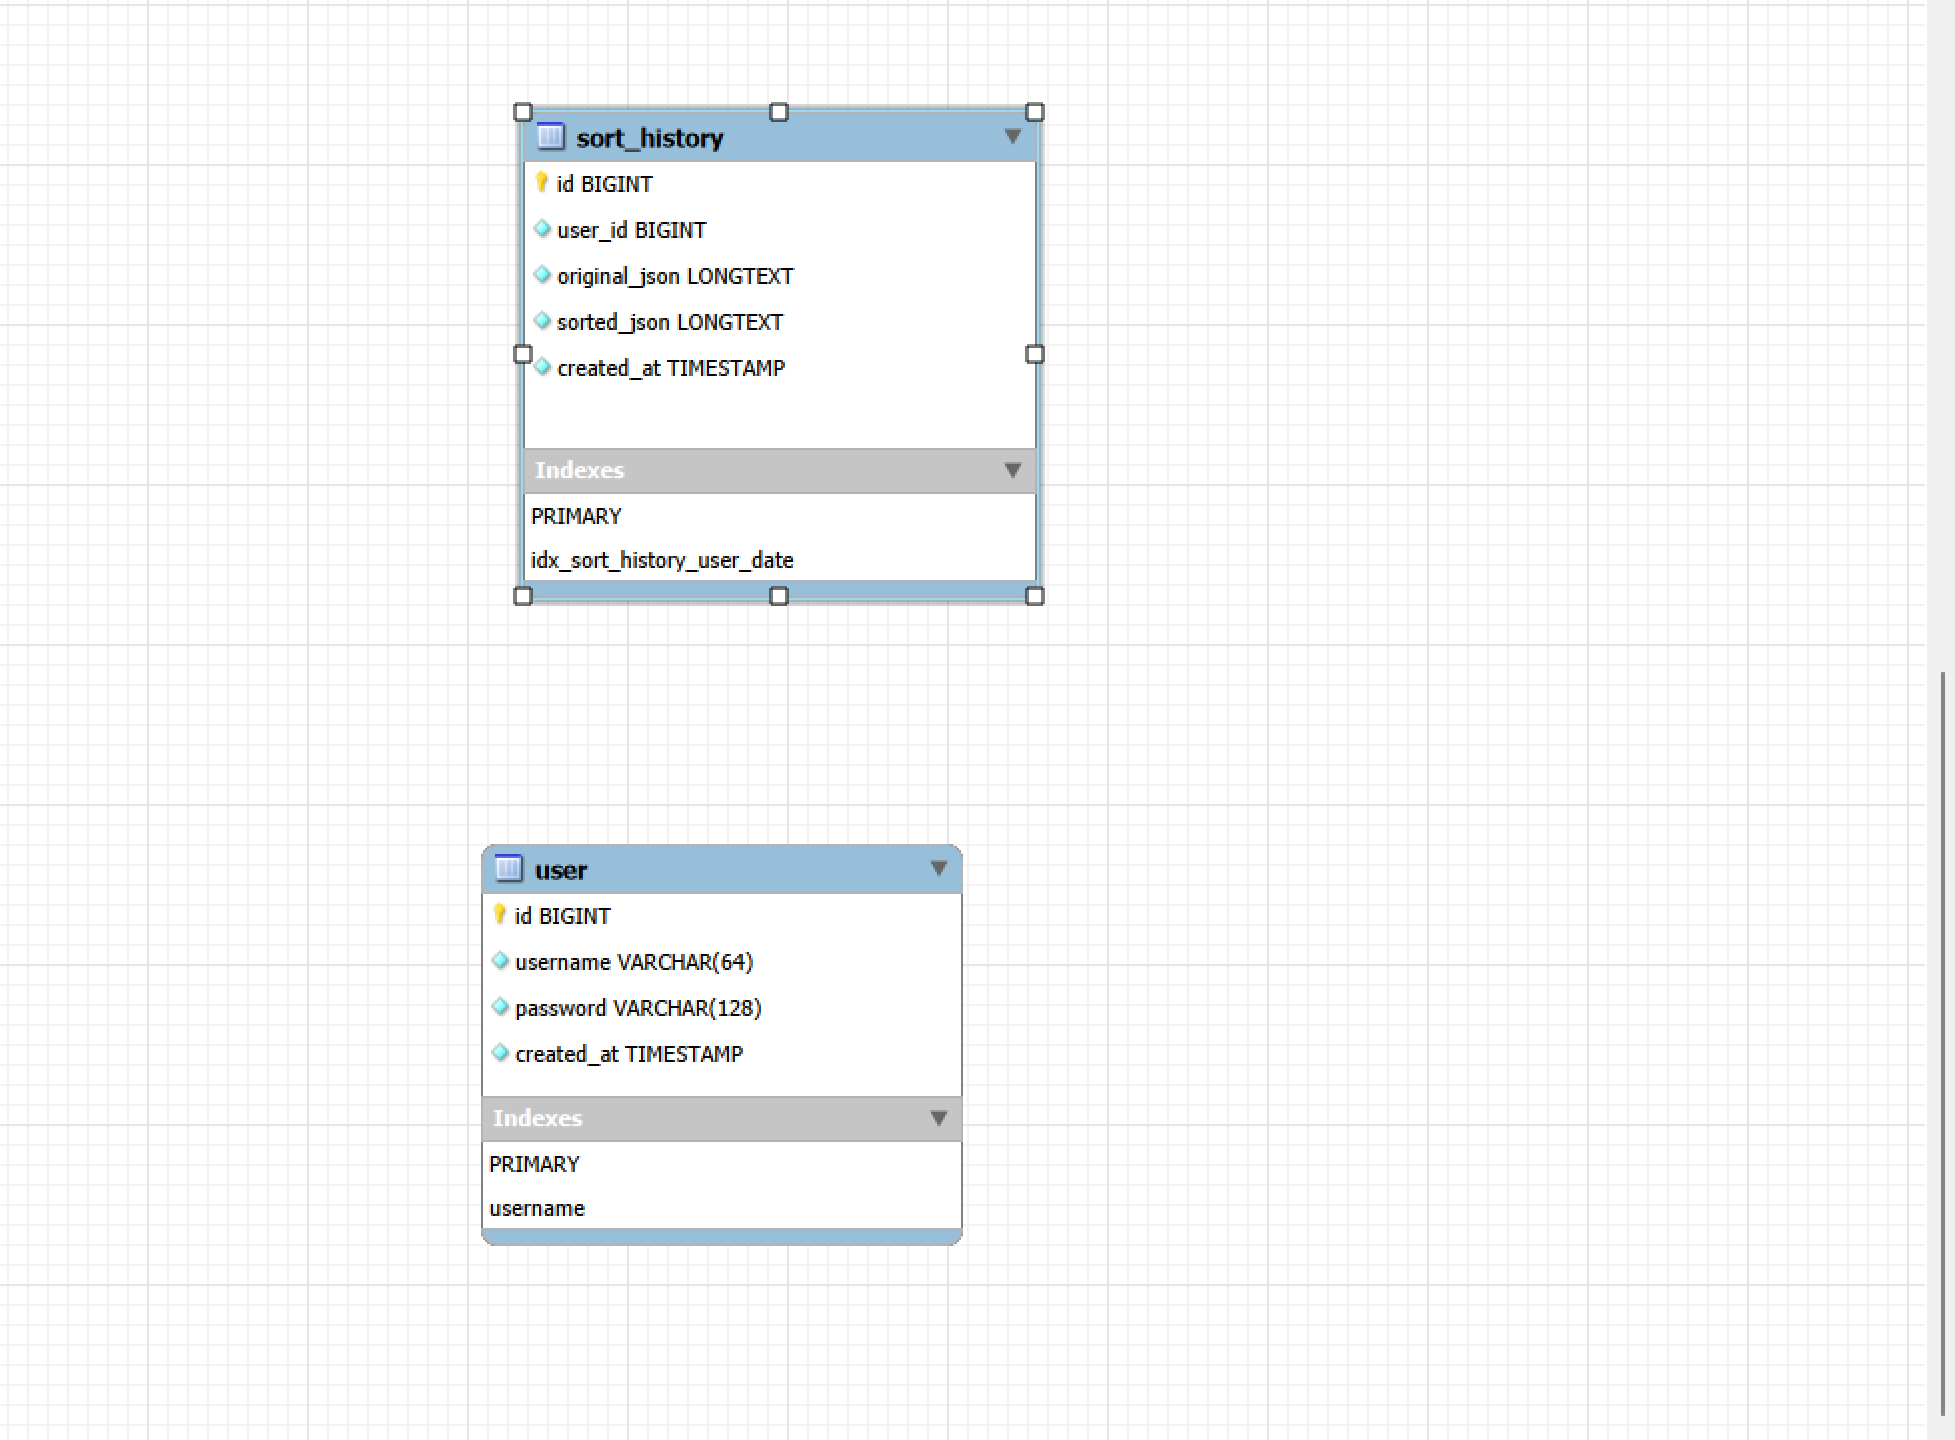 sort_history
id BIGINT
user_id BIGINT
original_json LONGTEXT
sorted_json LONGTEXT
created_at TIMESTAMP
Indexes
PRIMARY
idx_sort_history_user_date
user
id BIGINT
username VARCHAR(64)
password VARCHAR(128)
created_at TIMESTAMP
Indexes
PRIMARY
username